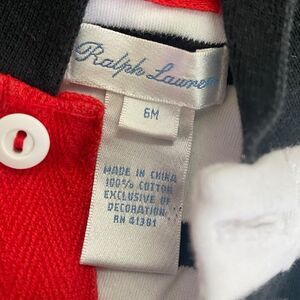 Ralph Lauren
6M
MADE IN CHINA
100% COTTON
EXCLUSIVE OF
DECORATION
RN 41381